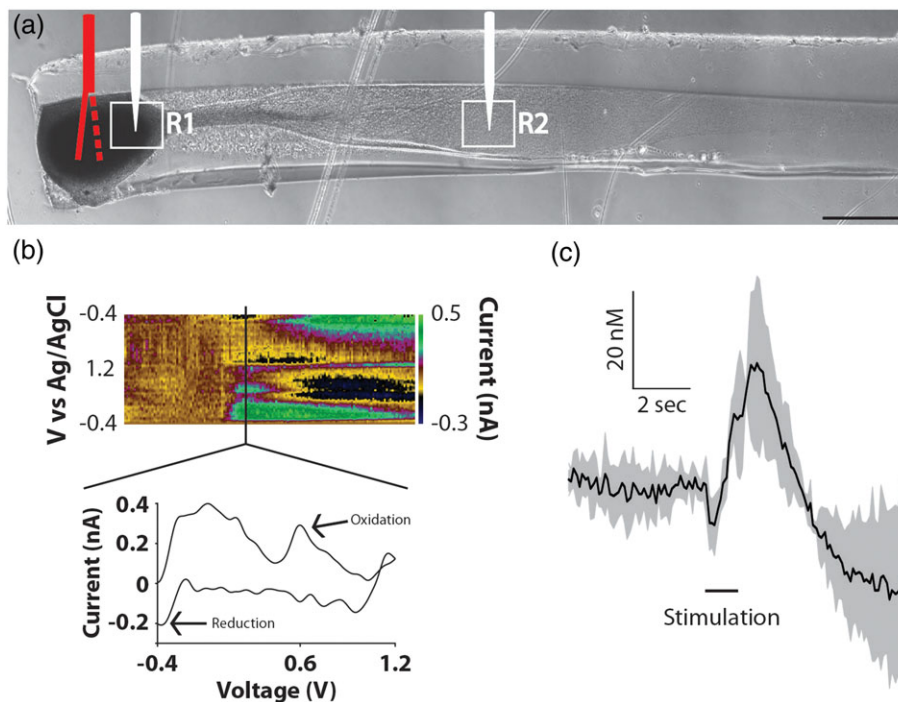 (a)
R1
R2
(b)
V vs Ag/AgCl
-0.4
1.2
-0.4
0.5
-0.3
Current (nA)
0.4
0.2
0
-0.2
Current (nA)
Oxidation
Reduction
-0.4
0.6
1.2
Voltage (V)
(c)
20 nM
2 sec
Stimulation